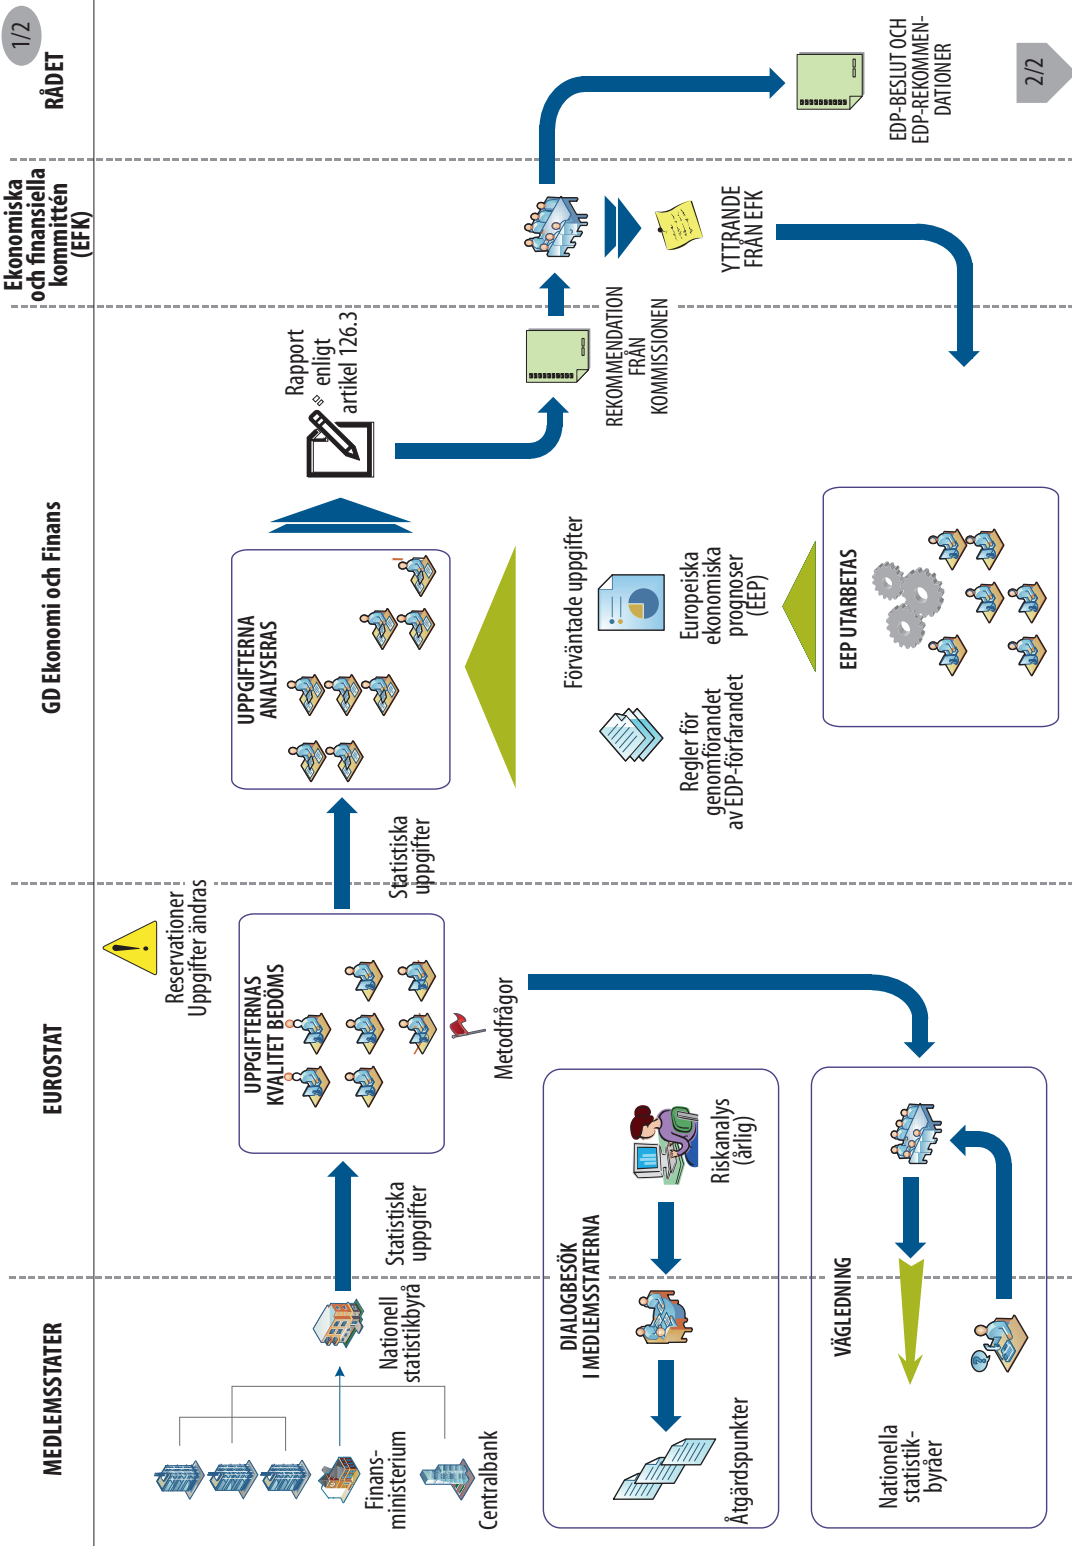 1/2
MEDLEMSSTATER
EUROSTAT
GD Ekonomi och Finans
Ekonomiska
och finansiella
kommittén
(EFK)
RÅDET
Finans-
ministerium
Centralbank
Nationell
statistikbyrå
Statistiska
uppgifter
Reservationer
Uppgifter ändras
UPPGIFTERNAS
KVALITET BEDÖMS
Metodfrågor
Statistiska
uppgifter
UPPGIFTERNA
ANALYSERAS
Rapport
enligt
artikel 126.3
REKOMMENDATION
FRÅN
KOMMISSIONEN
YTTRANDE
FRÅN EFK
EDP-BESLUT OCH
EDP-REKOMMEN-
DATIONER
Förväntade uppgifter
Regler för
genomförandet
av EDP-förfarandet
Europeiska
ekonomiska
prognoser
(EEP)
EEP UTARBETAS
DIALOGBESÖK
I MEDLEMSSTATERNA
Åtgärdspunkter
Riskanalys
(årlig)
VÄGLEDNING
Nationella
statistik-
byråer
?
2/2